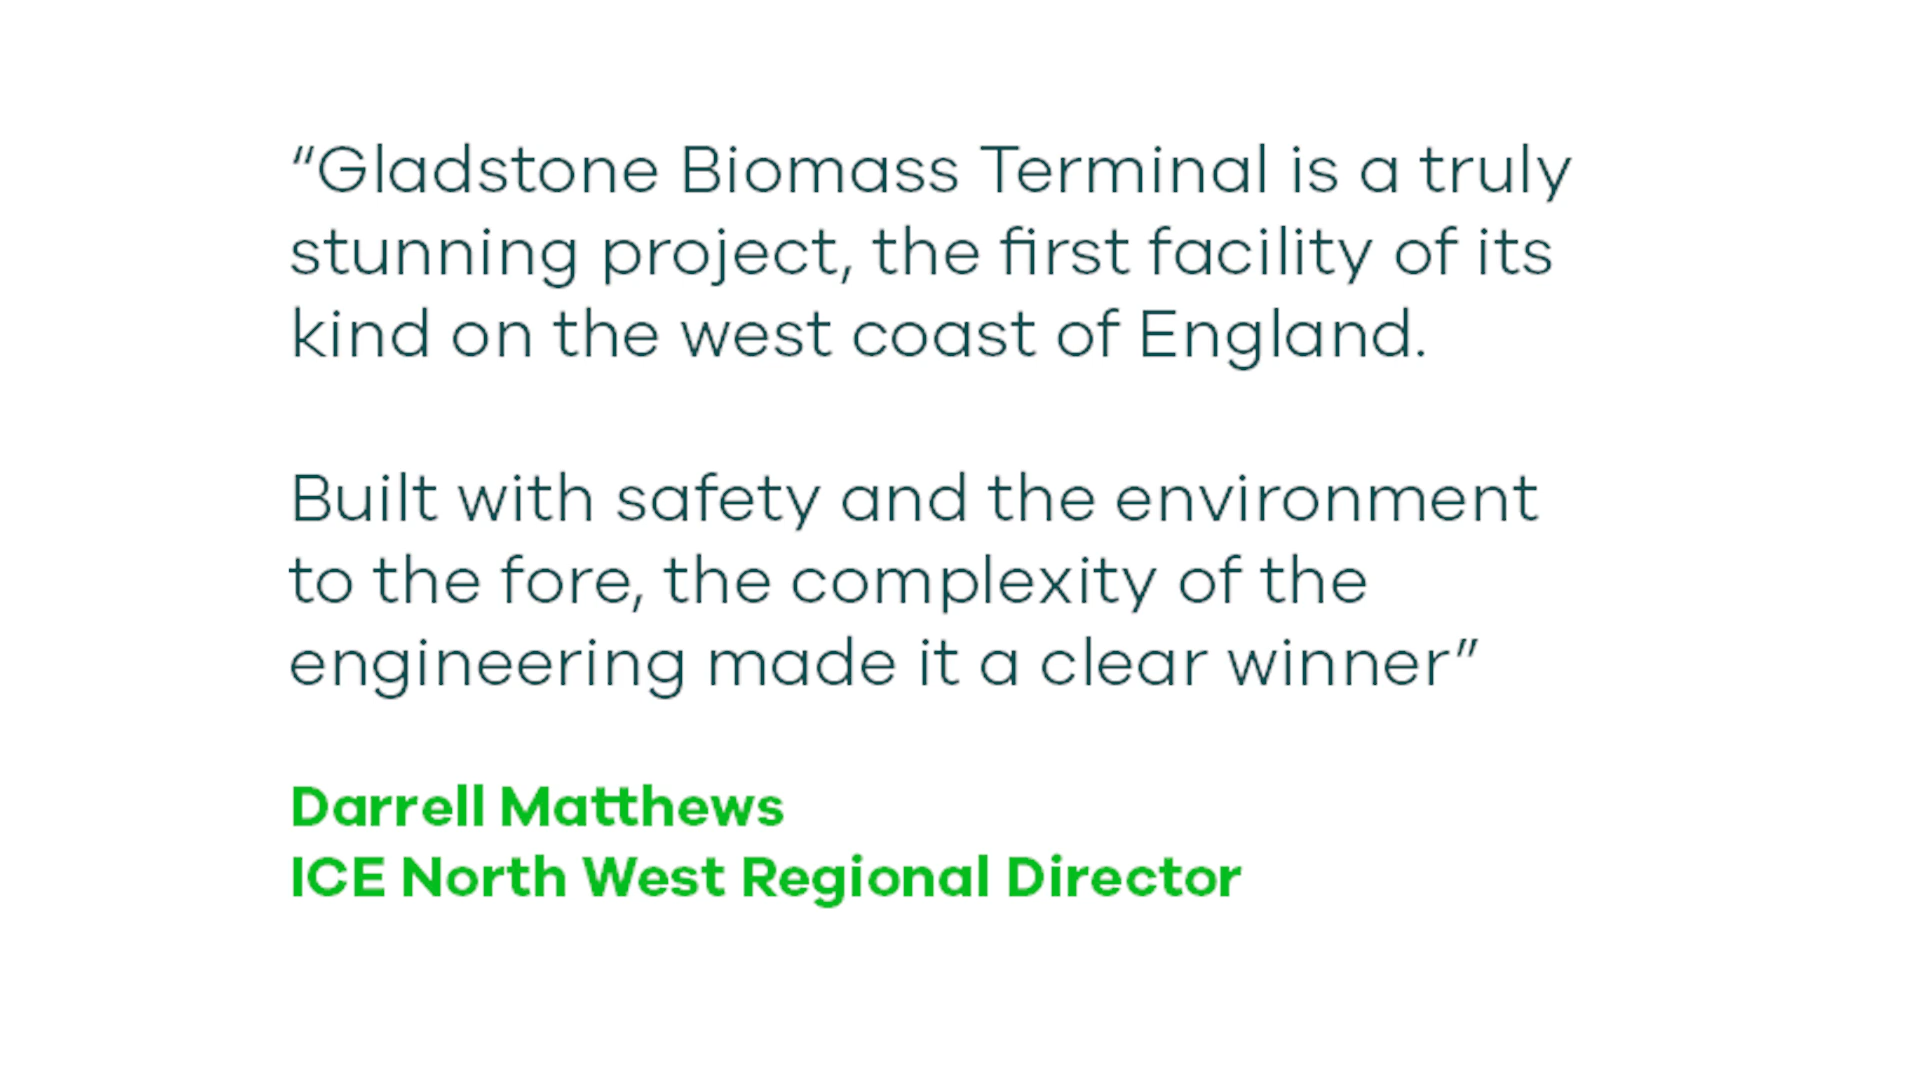 “Gladstone Biomass Terminal is a truly
stunning project, the first facility of its
kind on the west coast of England.
Built with safety and the environment
to the fore, the complexity of the
engineering made it a clear winner”
Darrell Matthews
ICE North West Regional Director